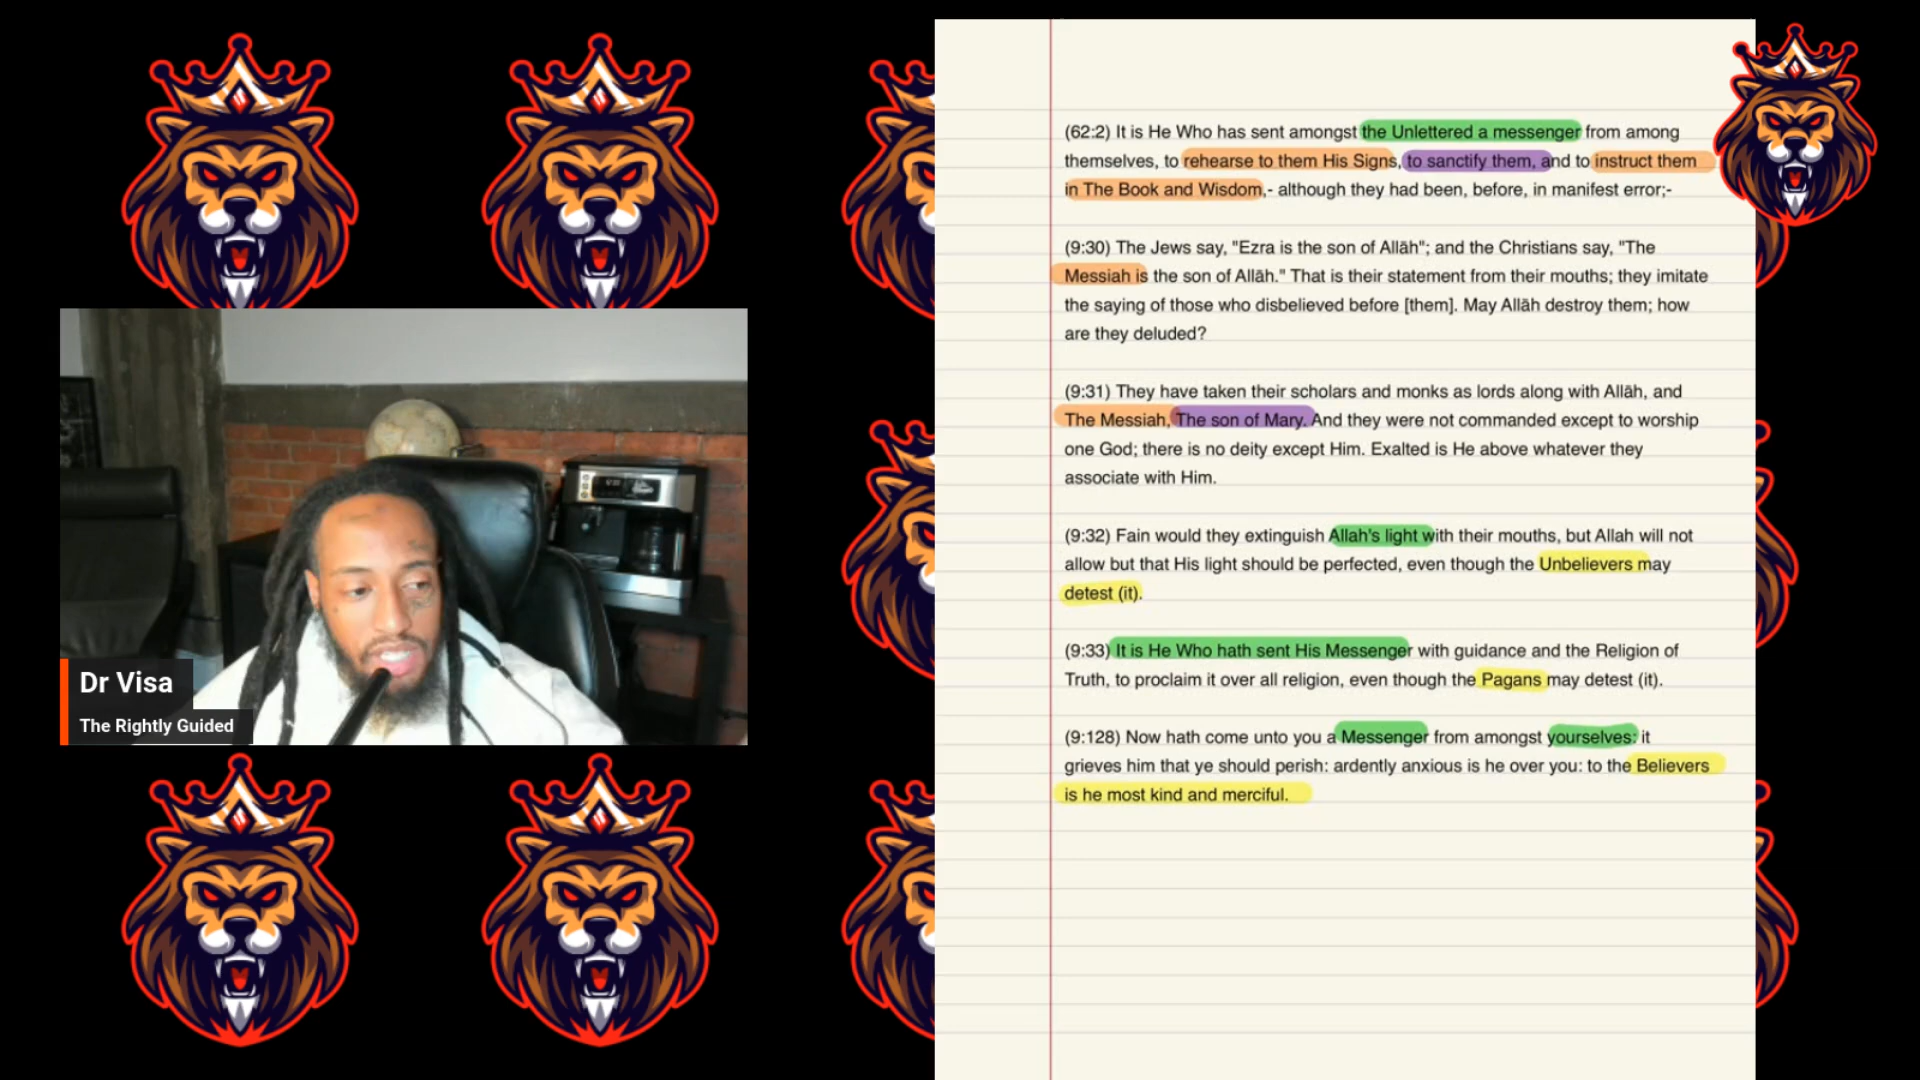 (62:2) It is He Who has sent amongst the Unlettered a messenger from among
themselves, to rehearse to them His Signs, to sanctify them, and to instruct them
in The Book and Wisdom,- although they had been, before, in manifest error;-
(9:30) The Jews say, "Ezra is the son of Allāh"; and the Christians say, "The
Messiah is the son of Allāh." That is their statement from their mouths; they imitate
the saying of those who disbelieved before [them]. May Allāh destroy them; how
are they deluded?
(9:31) They have taken their scholars and monks as lords along with Allāh, and
The Messiah, The son of Mary. And they were not commanded except to worship
one God; there is no deity except Him. Exalted is He above whatever they
associate with Him.
(9:32) Fain would they extinguish Allah's light with their mouths, but Allah will not
allow but that His light should be perfected, even though the Unbelievers may
detest (it).
(9:33) It is He Who hath sent His Messenger with guidance and the Religion of
Truth, to proclaim it over all religion, even though the Pagans may detest (it).
(9:128) Now hath come unto you a Messenger from amongst yourselves: it
grieves him that ye should perish: ardently anxious is he over you: to the Believers
is he most kind and merciful.
Dr Visa
The Rightly Guided